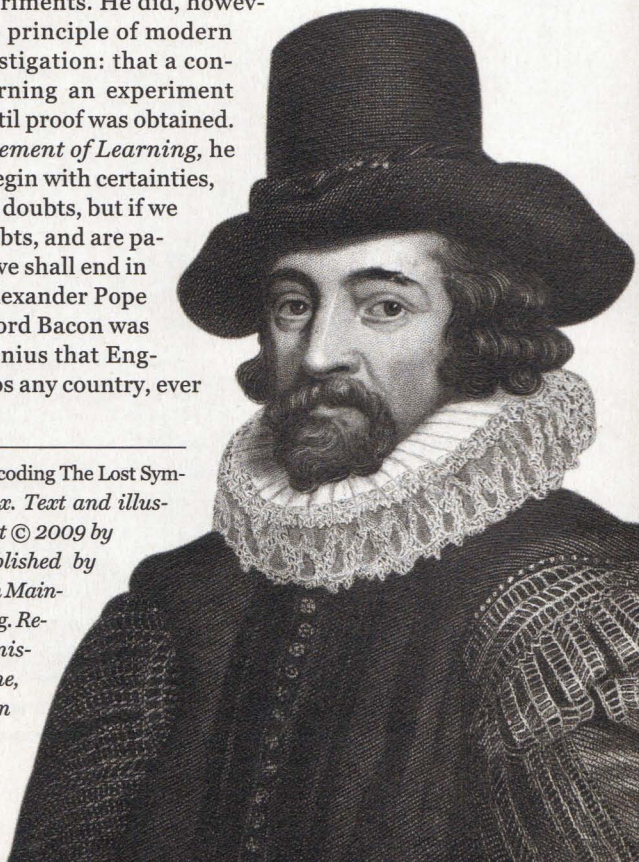 riments. He did, howev-
principle of modern
stigation: that a con-
rning an experiment
til proof was obtained.
ement of Learning, he
egin with certainties,
doubts, but if we
bts, and are pa-
we shall end in
exander Pope
ord Bacon was
nius that Eng-
os any country, ever
coding The Lost Sym-
x. Text and illus-
t © 2009 by
blished by
Main-
g. Re-
nis-
ne,
n